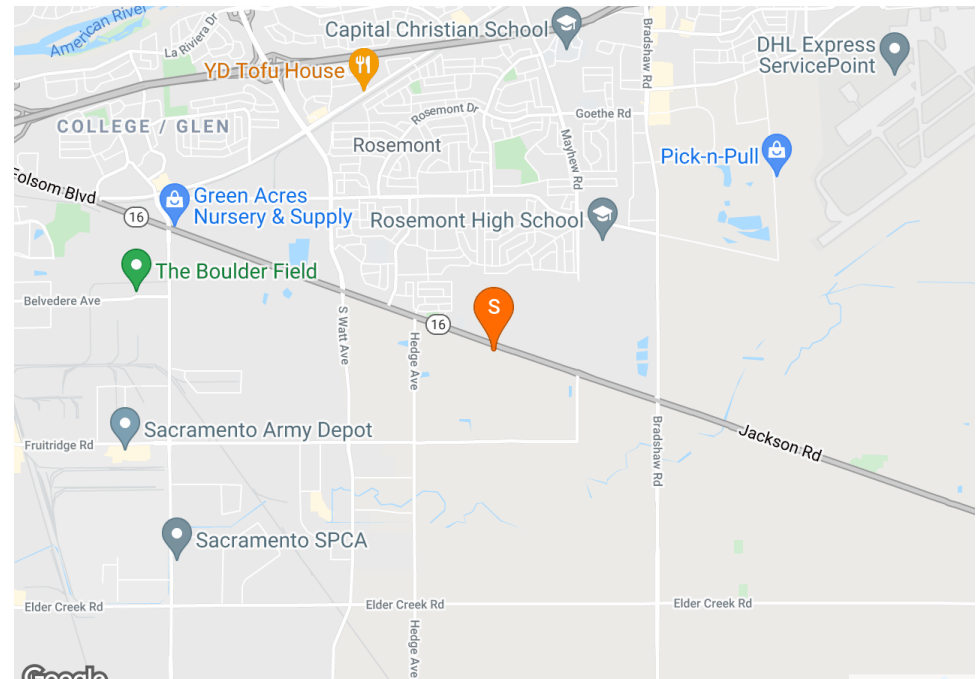 American River
La Riviera Dr
Capital Christian School
Bradshaw Rd
DHL Express
ServicePoint
YD Tofu House
Rosemont Dr
Goethe Rd
COLLEGE / GLEN
Rosemont
Mayhew Rd
Pick-n-Pull
Folsom Blvd
Green Acres
Nursery & Supply
16
Rosemont High School
The Boulder Field
Belvedere Ave
S Watt Ave
16
S
Hedge Ave
Sacramento Army Depot
Fruitridge Rd
Bradshaw Rd
Jackson Rd
Sacramento SPCA
Elder Creek Rd
Elder Creek Rd
Elder Creek Rd
Hedge Ave
Google